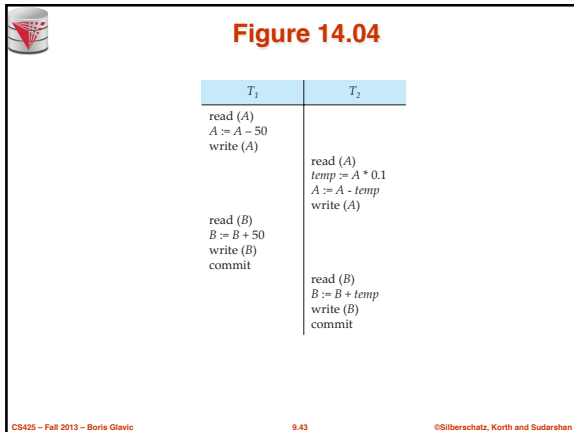 Figure 14.04
T1 T2
read (A)
A := A – 50
write (A)
read (A)
temp := A * 0.1
A := A - temp
write (A)
read (B)
B := B + 50
write (B)
commit
read (B)
B := B + temp
write (B)
commit
CS425 – Fall 2013 – Boris Glavic 9.43 ©Silberschatz, Korth and Sudarshan